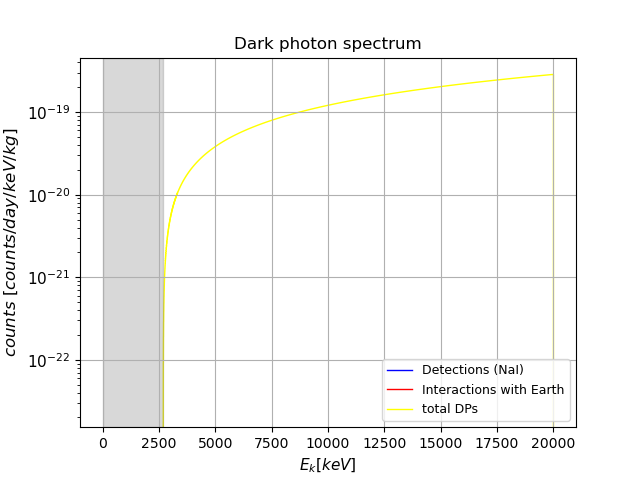 Dark photon spectrum
counts [counts/day/keV/kg]
10⁻¹⁹
10⁻²⁰
10⁻²¹
10⁻²²
Detections (NaI)
Interactions with Earth
total DPs
0 2500 5000 7500 10000 12500 15000 17500 20000
Eₖ[keV]